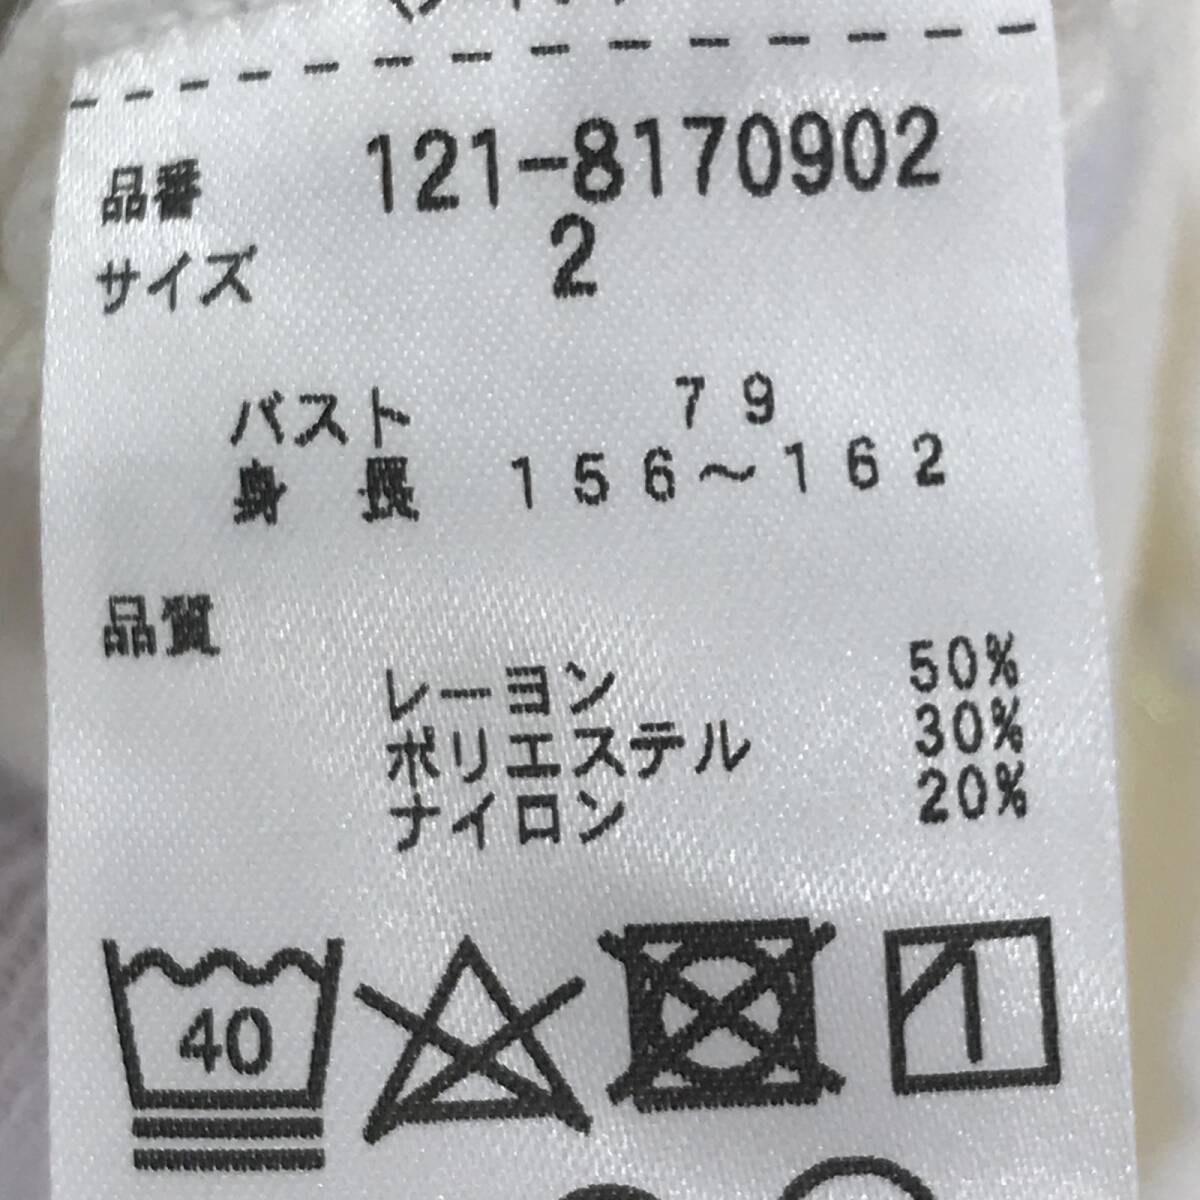 品番 121-8170902
サイズ 2
バスト 79
身長 156～162
品質
レーヨン 50%
ポリエステル 30%
ナイロン 20%
40